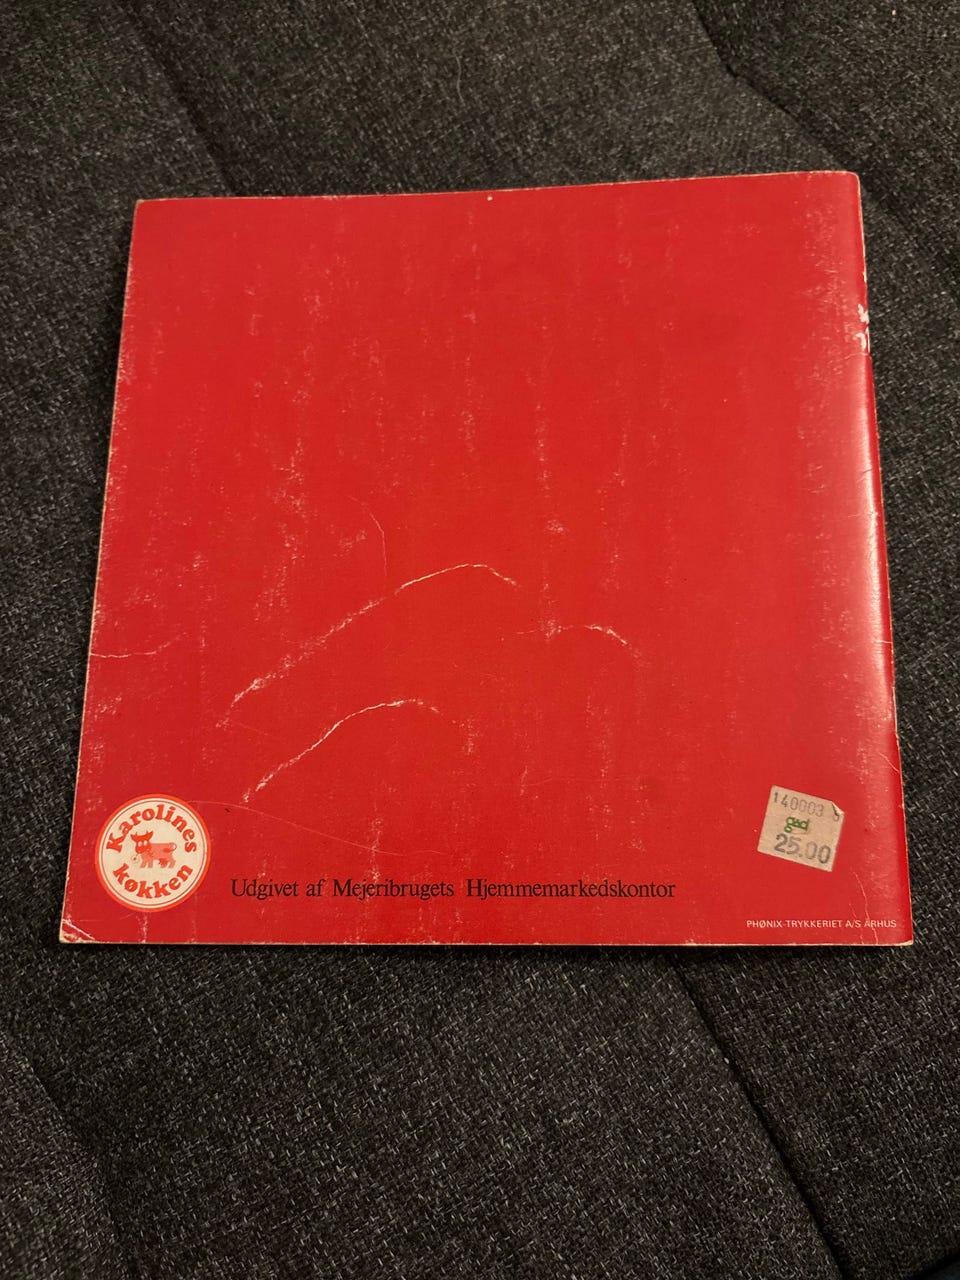 Karolines
køkken
Udgivet af Mejeribrugets Hjemmemarkedskontor
140003
gad
25.00
PHØNIX-TRYKKERIET A/S ÅRHUS